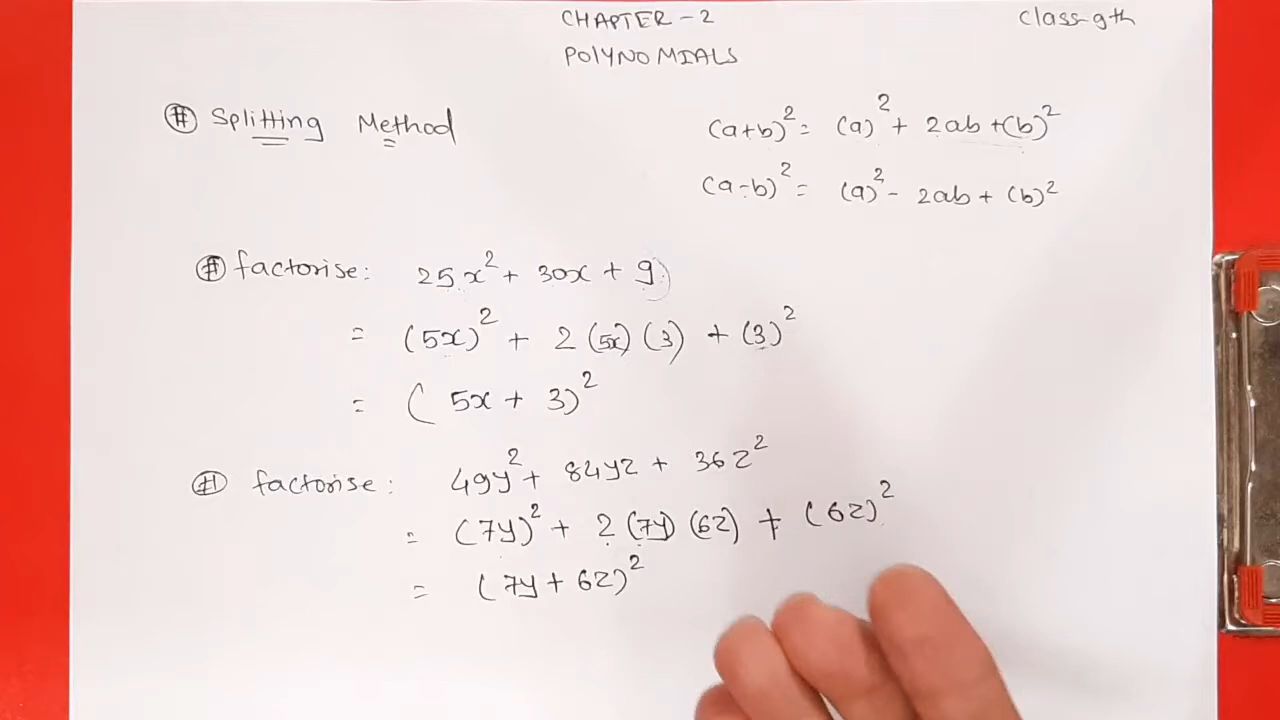 CHAPTER - 2
Class-9th
POLYNOMIALS
# Splitting Method
(a+b)² = (a)² + 2ab +(b)²
(a-b)² = (a)² - 2ab + (b)²
# factorise: 25x² + 30x + 9
= (5x)² + 2 (5x) (3) + (3)²
= (5x + 3)²
# factorise: 49y² + 84yz + 36z²
= (7y)² + 2 (7y) (6z) + (6z)²
= (7y + 6z)²